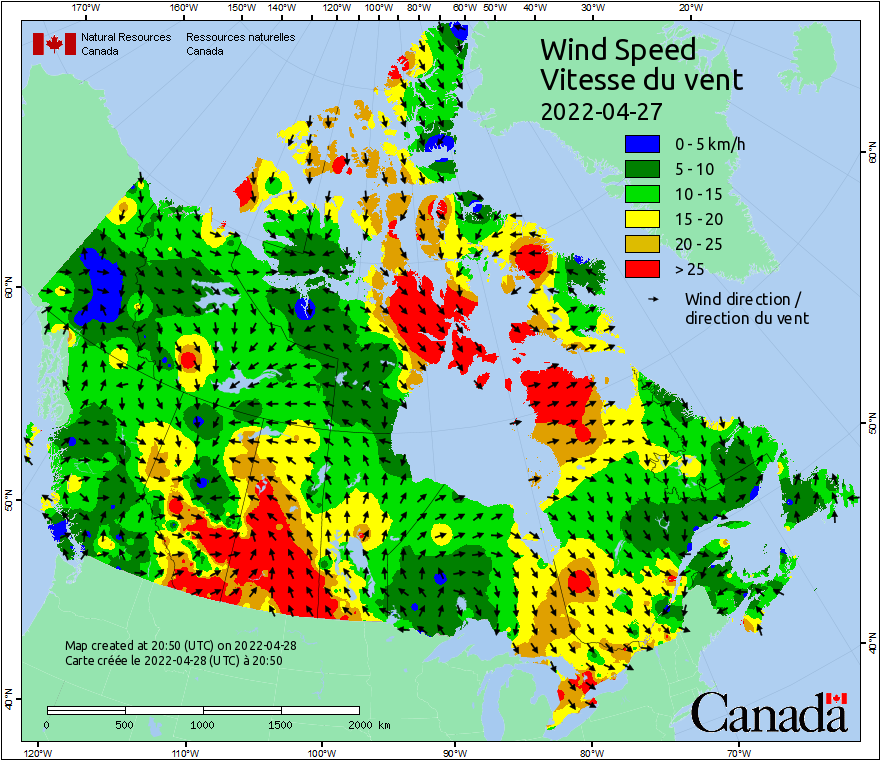 170°W 160°W 150°W 140°W 130°W 120°W 110°W 100°W 90°W 80°W 70°W 60°W 50°W 40°W 30°W 20°W
Natural Resources Canada
Ressources naturelles Canada
Wind Speed
Vitesse du vent
2022-04-27
0 - 5 km/h
5 - 10
10 - 15
15 - 20
20 - 25
> 25
Wind direction /
direction du vent
60°N
50°N
40°N
60°N
50°N
40°N
Map created at 20:50 (UTC) on 2022-04-28
Carte créée le 2022-04-28 (UTC) à 20:50
0 500 1000 1500 2000 km
Canada
120°W 110°W 100°W 90°W 80°W 70°W